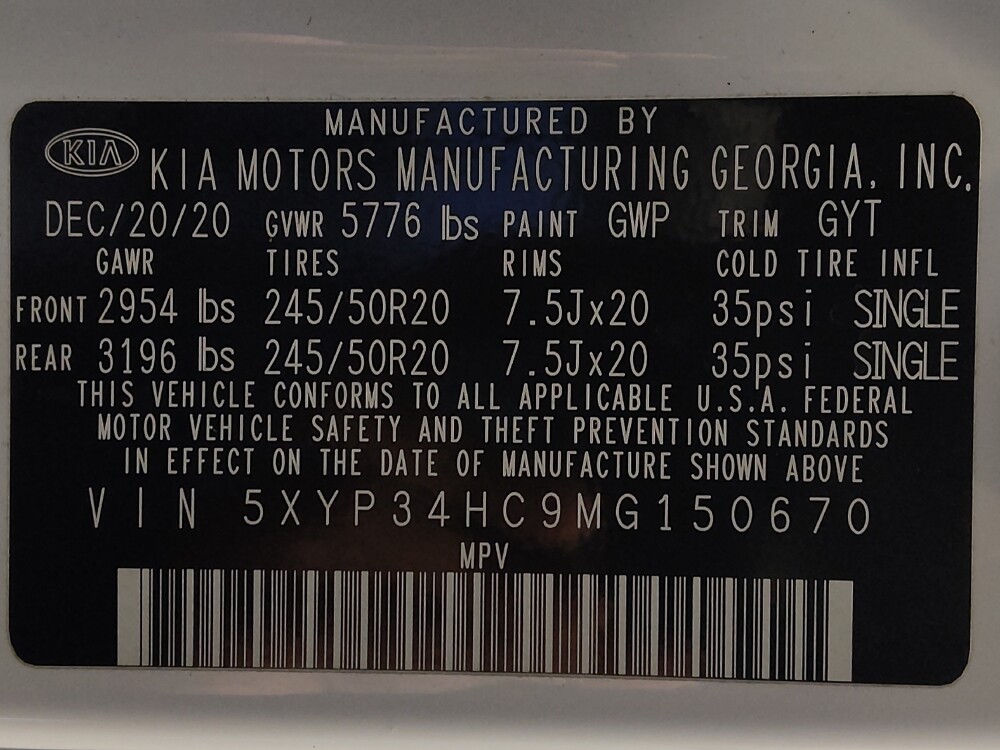 MANUFACTURED BY
KIA KIA MOTORS MANUFACTURING GEORGIA, INC.
DEC/20/20 GVWR 5776 lbs PAINT GWP TRIM GYT
GAWR TIRES RIMS COLD TIRE INFL
FRONT 2954 lbs 245/50R20 7.5Jx20 35psi SINGLE
REAR 3196 lbs 245/50R20 7.5Jx20 35psi SINGLE
THIS VEHICLE CONFORMS TO ALL APPLICABLE U.S.A. FEDERAL
MOTOR VEHICLE SAFETY AND THEFT PREVENTION STANDARDS
IN EFFECT ON THE DATE OF MANUFACTURE SHOWN ABOVE
VIN 5XYP34HC9MG150670
MPV